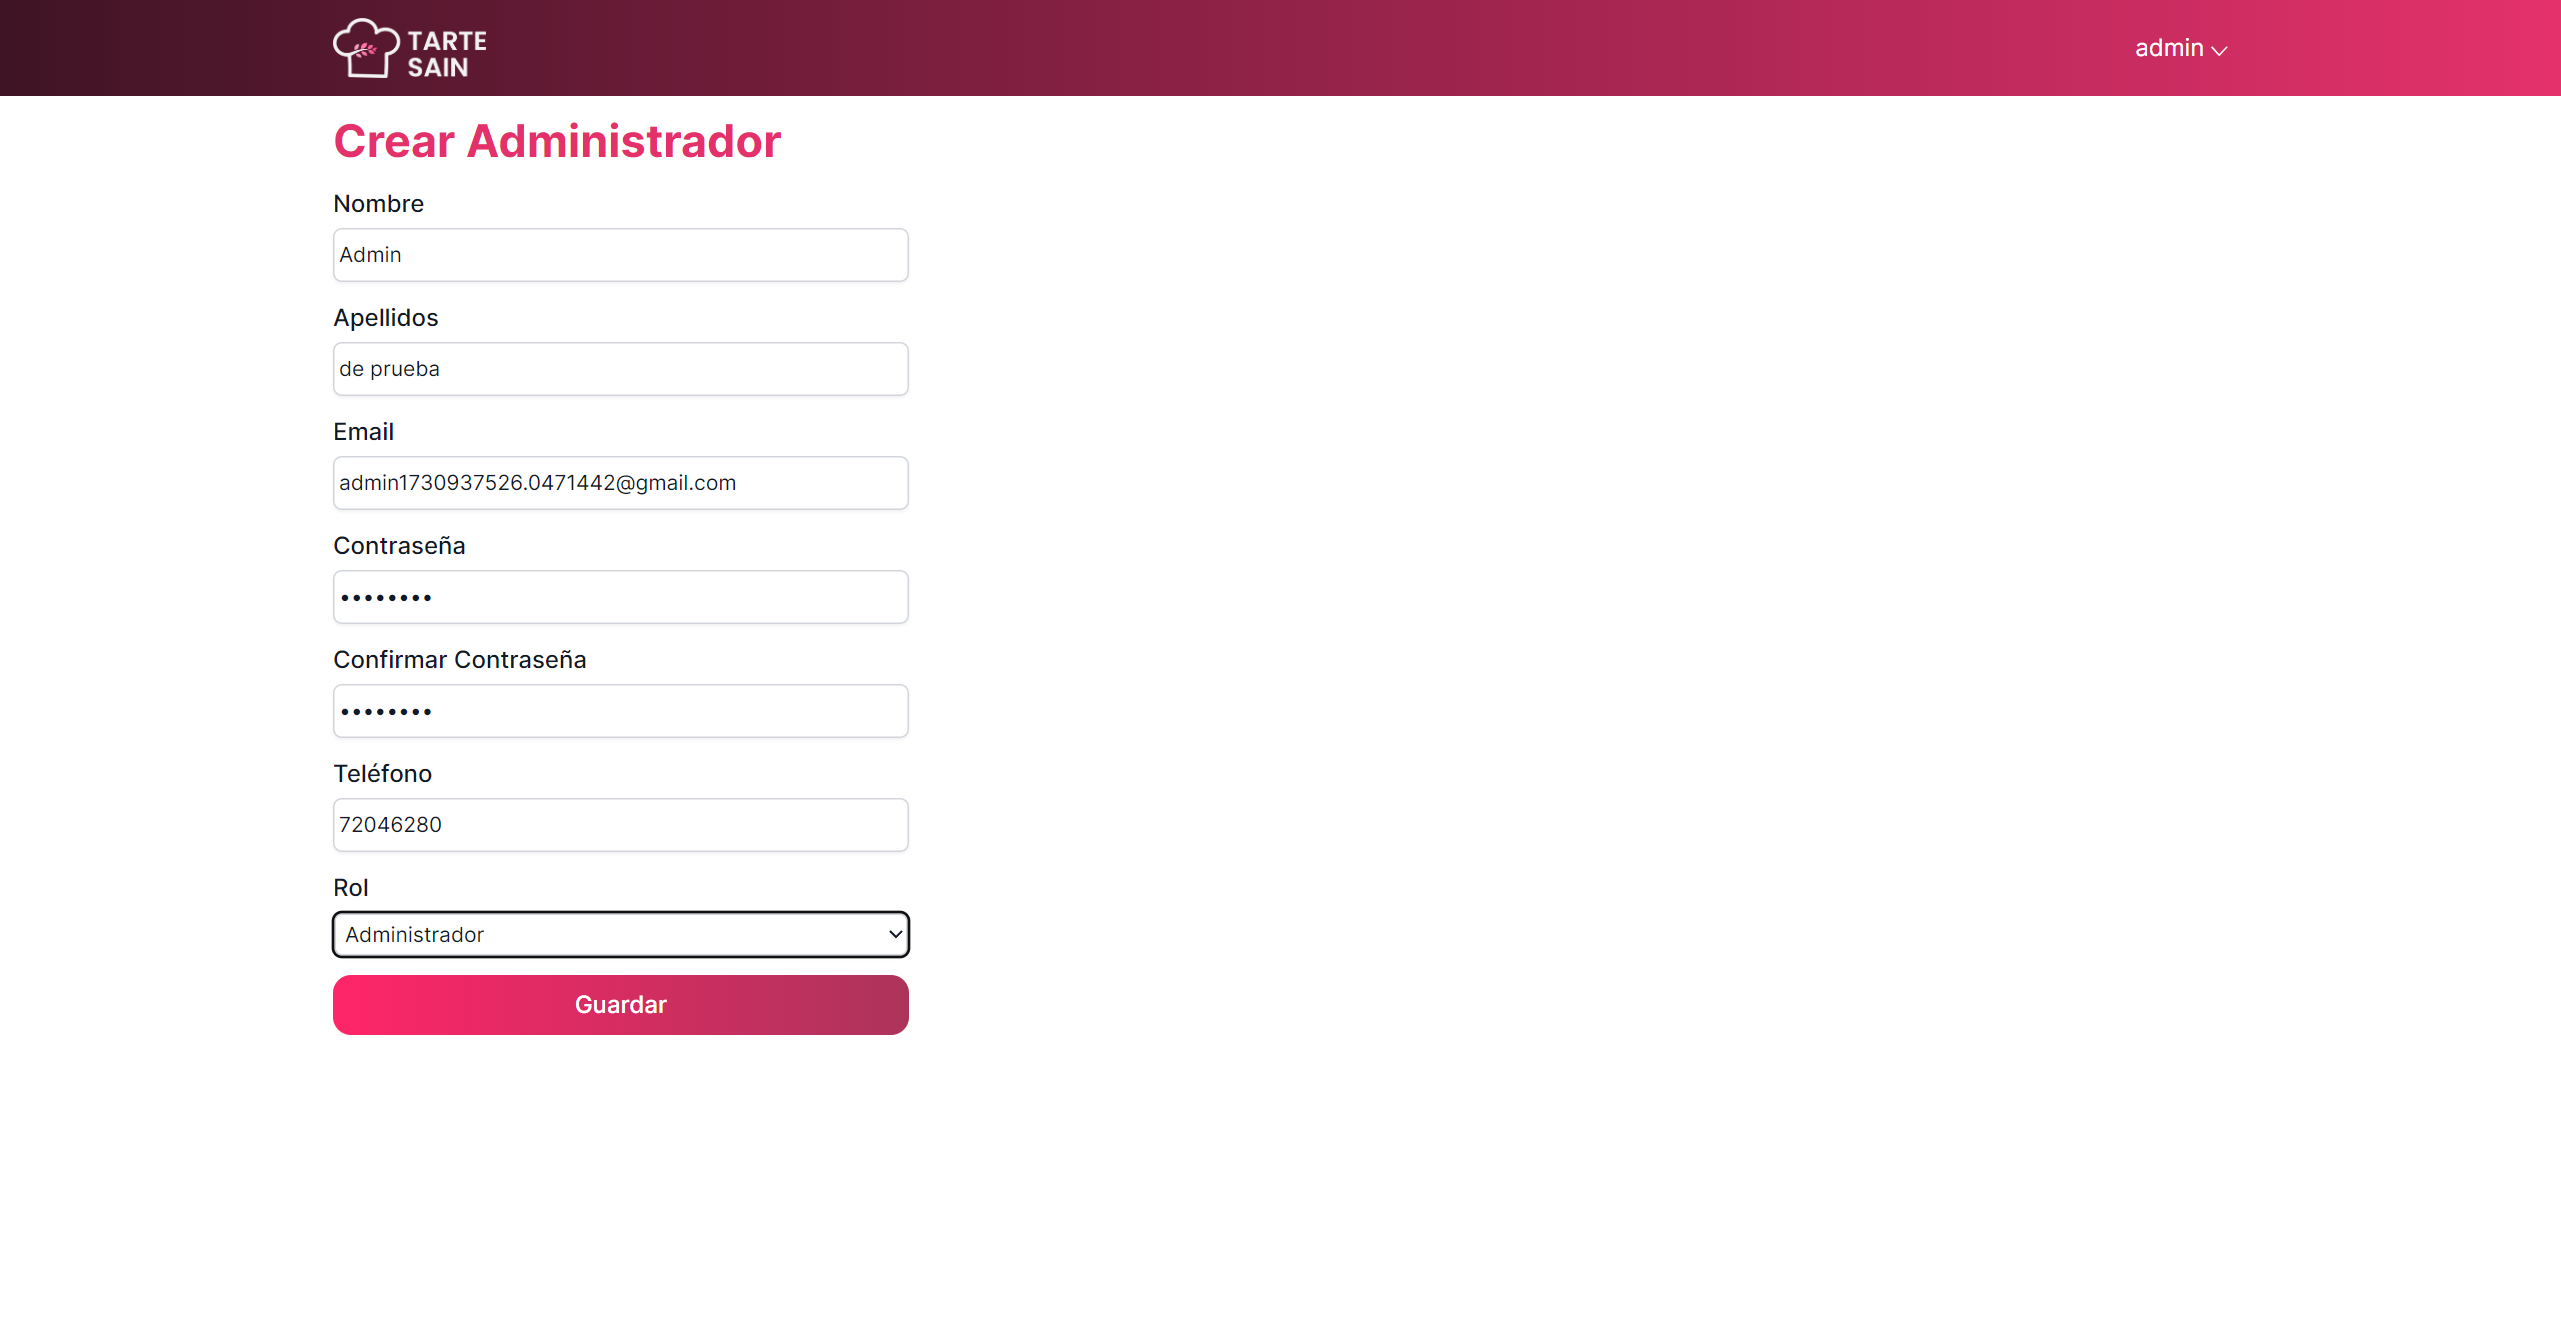 TARTE
SAIN
admin
Crear Administrador
Nombre
Admin
Apellidos
de prueba
Email
admin1730937526.0471442@gmail.com
Contraseña
••••••••
Confirmar Contraseña
••••••••
Teléfono
72046280
Rol
Administrador
Guardar